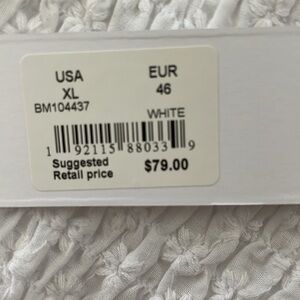 USA EUR
XL 46
BM104437
WHITE
1 92115 88033 9
Suggested
Retail price $79.00